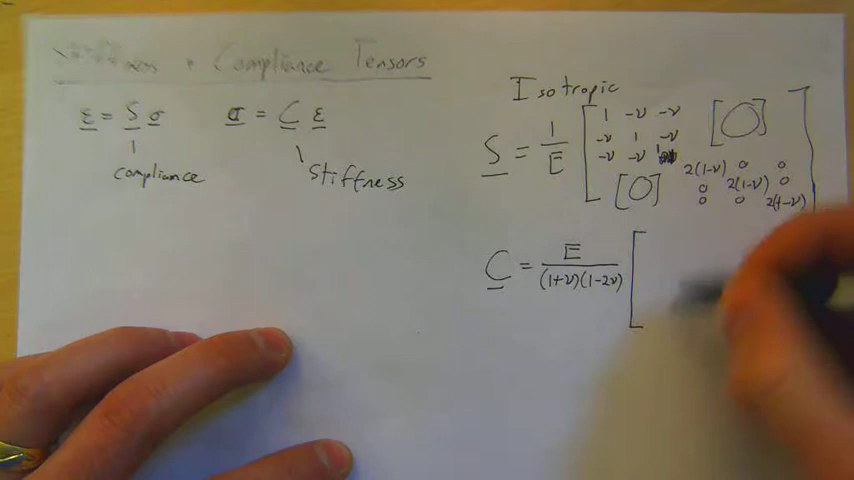 Stiffness + Compliance Tensors
ε = S σ   σ = C ε
compliance
stiffness
Isotropic
S = 1/E [ 1 -ν -ν [0]
-ν 1 -ν
-ν -ν 1
[0] 2(1-ν) 0 0
0 2(1-ν) 0
0 0 2(1-ν) ]
C = E/((1+ν)(1-2ν)) [